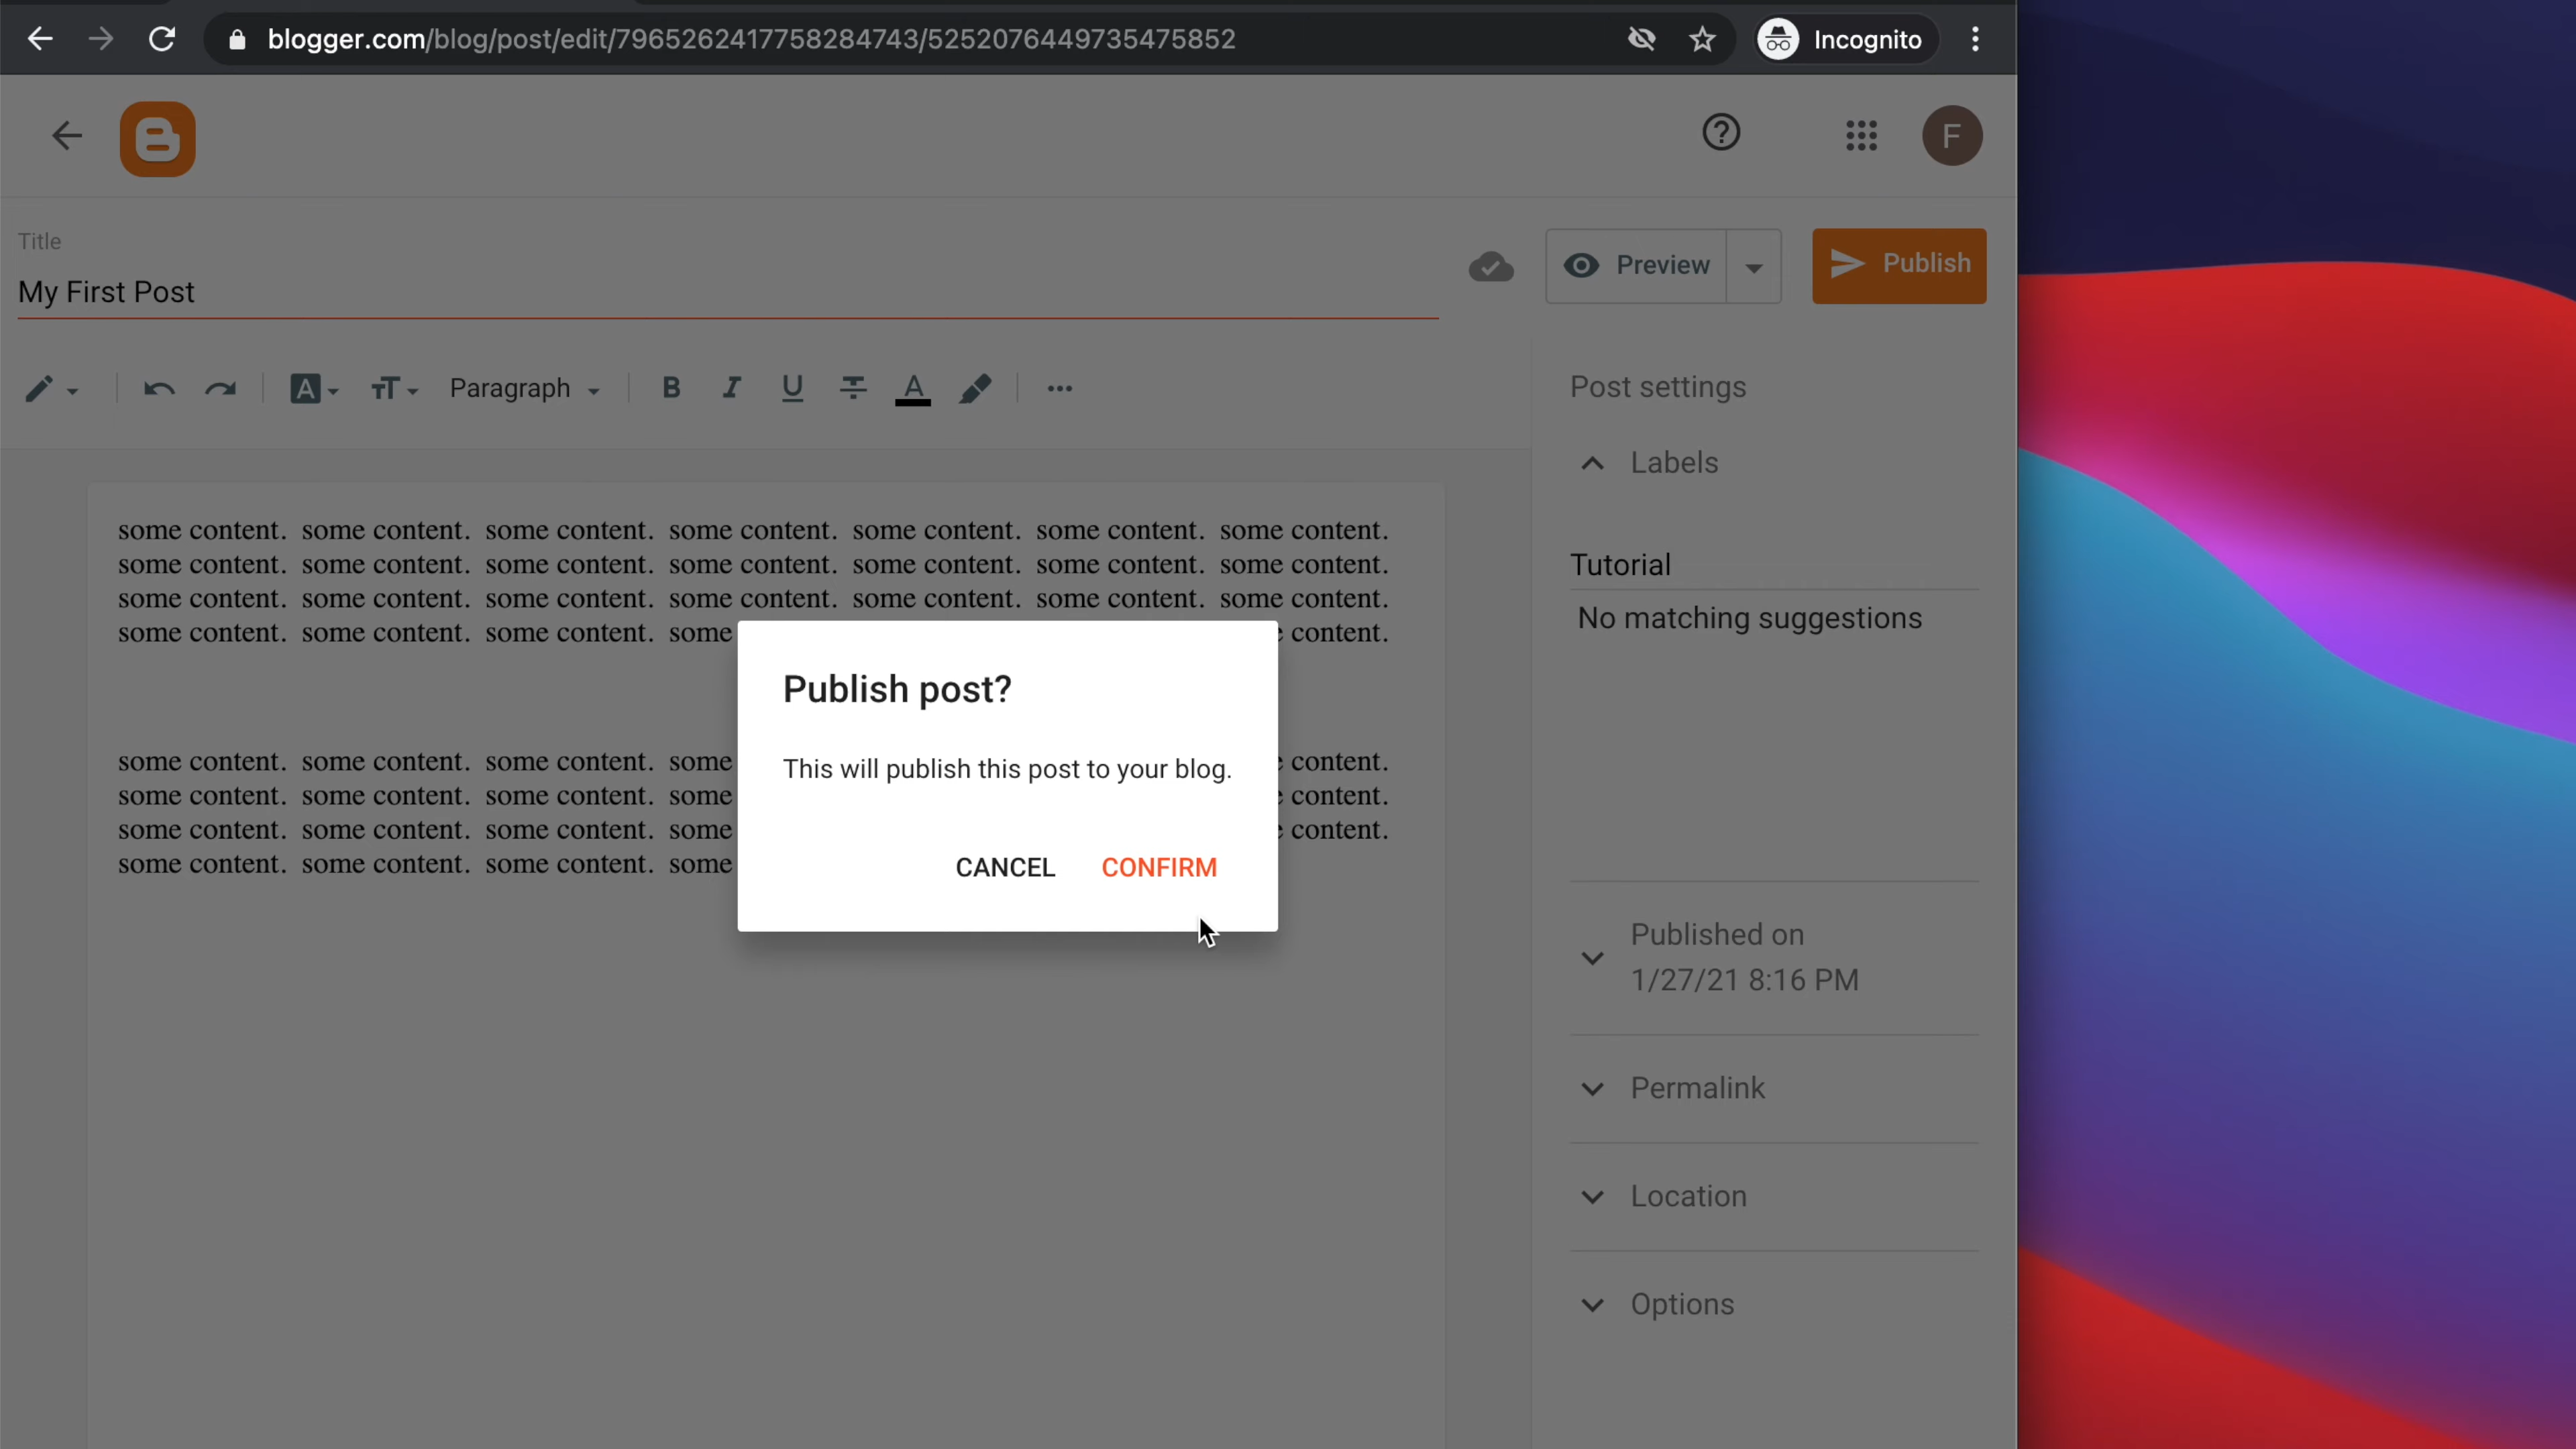 blogger.com/blog/post/edit/7965262417758284743/5252076449735475852
Incognito
F
Title
My First Post
Preview
Publish
Paragraph
B
I
U
A
Post settings
Labels
Tutorial
No matching suggestions
some content. some content. some content. some content. some content. some content. some content.
some content. some content. some content. some content. some content. some content. some content.
some content. some content. some content. some content. some content. some content. some content.
some content. some content. some content. some content.
some content. some content. some content. some content.
some content. some content. some content. some content.
some content. some content. some content. some content.
some content. some content. some content. some
Publish post?
This will publish this post to your blog.
CANCEL
CONFIRM
Published on
1/27/21 8:16 PM
Permalink
Location
Options